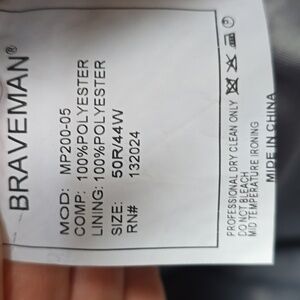 BRAVEMAN®
MOD: MP200-05
COMP: 100%POLYESTER
LINING: 100%POLYESTER
SIZE: 50R/44W
RN# 132024
PROFESSIONAL DRY CLEAN ONLY
DO NOT BLEACH
MID TEMPERATURE IRONING
MADE IN CHINA